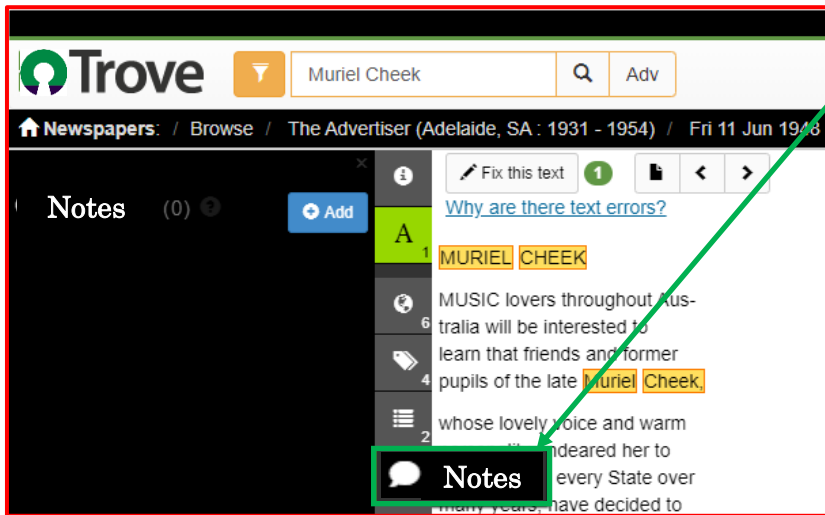 Trove
Muriel Cheek
Adv
Newspapers: / Browse / The Advertiser (Adelaide, SA : 1931 - 1954) / Fri 11 Jun 1948
Notes (0)
Add
A 1
6
4
2
Notes
Fix this text 1
Why are there text errors?
MURIEL CHEEK
MUSIC lovers throughout Aus-
tralia will be interested to
learn that friends and former
pupils of the late Muriel Cheek,
whose lovely voice and warm
endeared her to
every State over
many years, have decided to